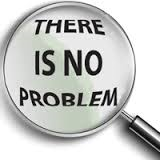 THERE
IS NO
PROBLEM